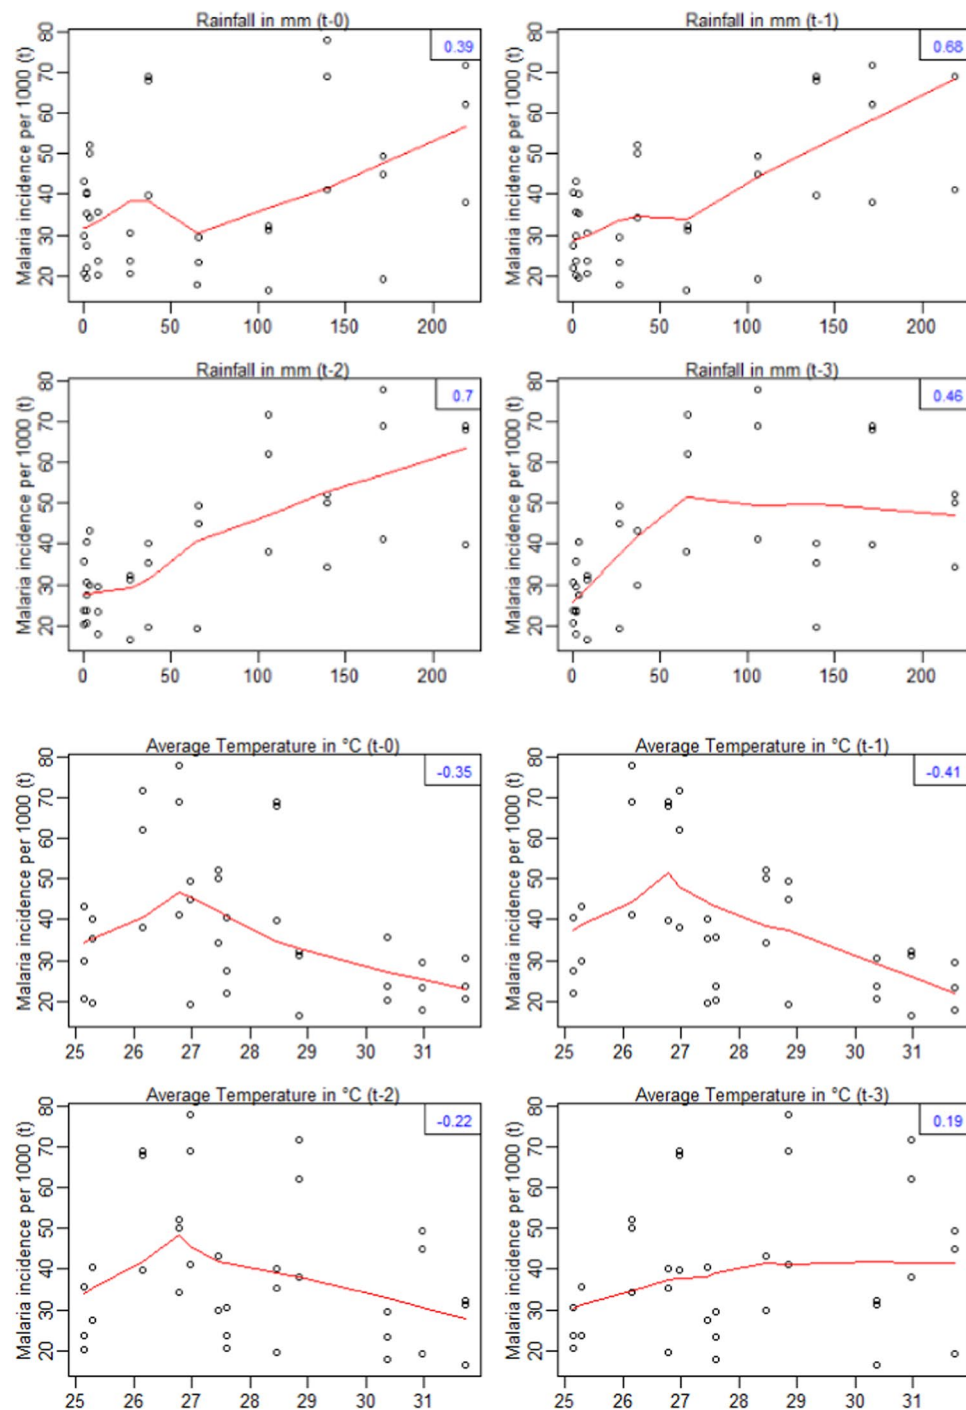 Rainfall in mm (t-0)
Malaria incidence per 1000 (t)
80
70
60
50
40
30
20
0.39
0 50 100 150 200
Rainfall in mm (t-1)
Malaria incidence per 1000 (t)
80
70
60
50
40
30
20
0.68
0 50 100 150 200
Rainfall in mm (t-2)
Malaria incidence per 1000 (t)
80
70
60
50
40
30
20
0.7
0 50 100 150 200
Rainfall in mm (t-3)
Malaria incidence per 1000 (t)
80
70
60
50
40
30
20
0.46
0 50 100 150 200
Average Temperature in °C (t-0)
Malaria incidence per 1000 (t)
80
70
60
50
40
30
20
-0.35
25 26 27 28 29 30 31
Average Temperature in °C (t-1)
Malaria incidence per 1000 (t)
80
70
60
50
40
30
20
-0.41
25 26 27 28 29 30 31
Average Temperature in °C (t-2)
Malaria incidence per 1000 (t)
80
70
60
50
40
30
20
-0.22
25 26 27 28 29 30 31
Average Temperature in °C (t-3)
Malaria incidence per 1000 (t)
80
70
60
50
40
30
20
0.19
25 26 27 28 29 30 31